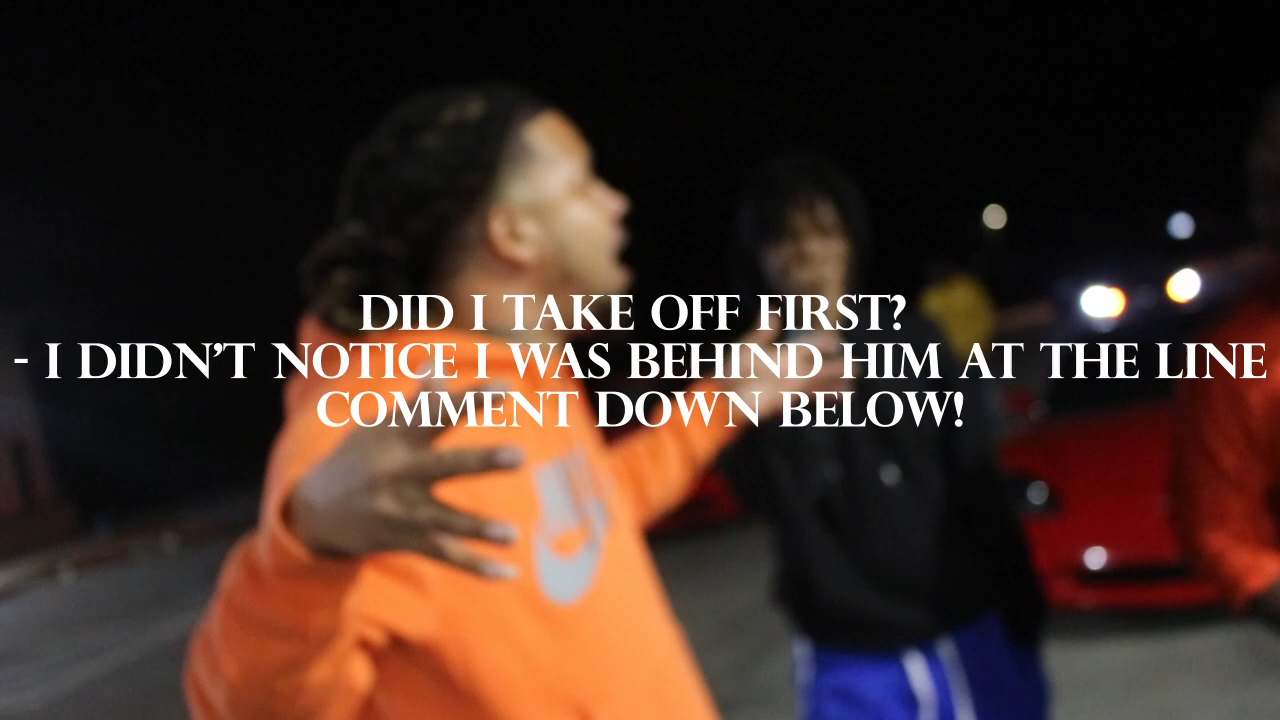 DID I TAKE OFF FIRST?
- I DIDN'T NOTICE I WAS BEHIND HIM AT THE LINE
COMMENT DOWN BELOW!